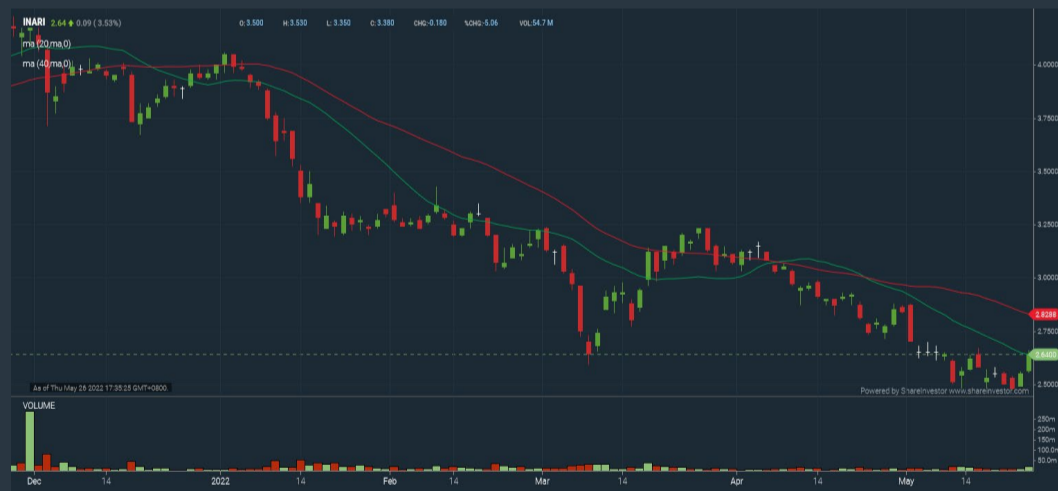 INARI 2.64 0.09 ( 3.53%) O: 3.500 H: 3.530 L: 3.350 C: 3.380 CHG:-0.180 %CHG:-5.06 VOL:54.7 M
ma (20,ma,0)
ma (40,ma,0)
4.0000
3.7500
3.5000
3.2500
3.0000
2.8288
2.7500
2.6400
2.5000
As of Thu May 26 2022 17:35:25 GMT+0800.
Powered by ShareInvestor www.shareinvestor.com
VOLUME
250m
200m
150m
100.0m
50.0m
Dec 14 2022 14 Feb 14 Mar 14 Apr 14 May 14